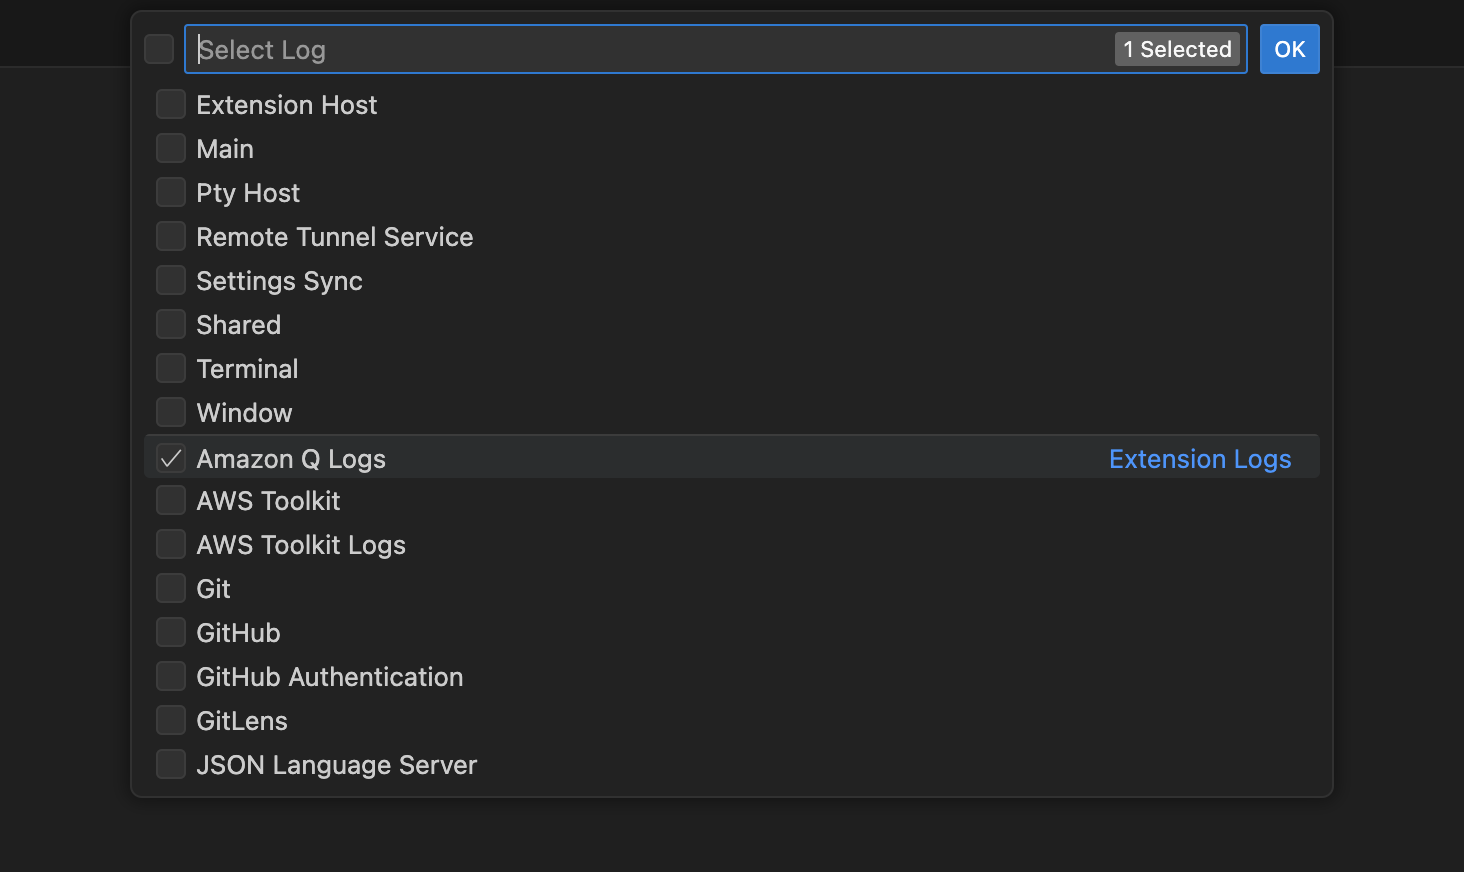 Select Log 1 Selected OK
Extension Host
Main
Pty Host
Remote Tunnel Service
Settings Sync
Shared
Terminal
Window
Amazon Q Logs Extension Logs
AWS Toolkit
AWS Toolkit Logs
Git
GitHub
GitHub Authentication
GitLens
JSON Language Server